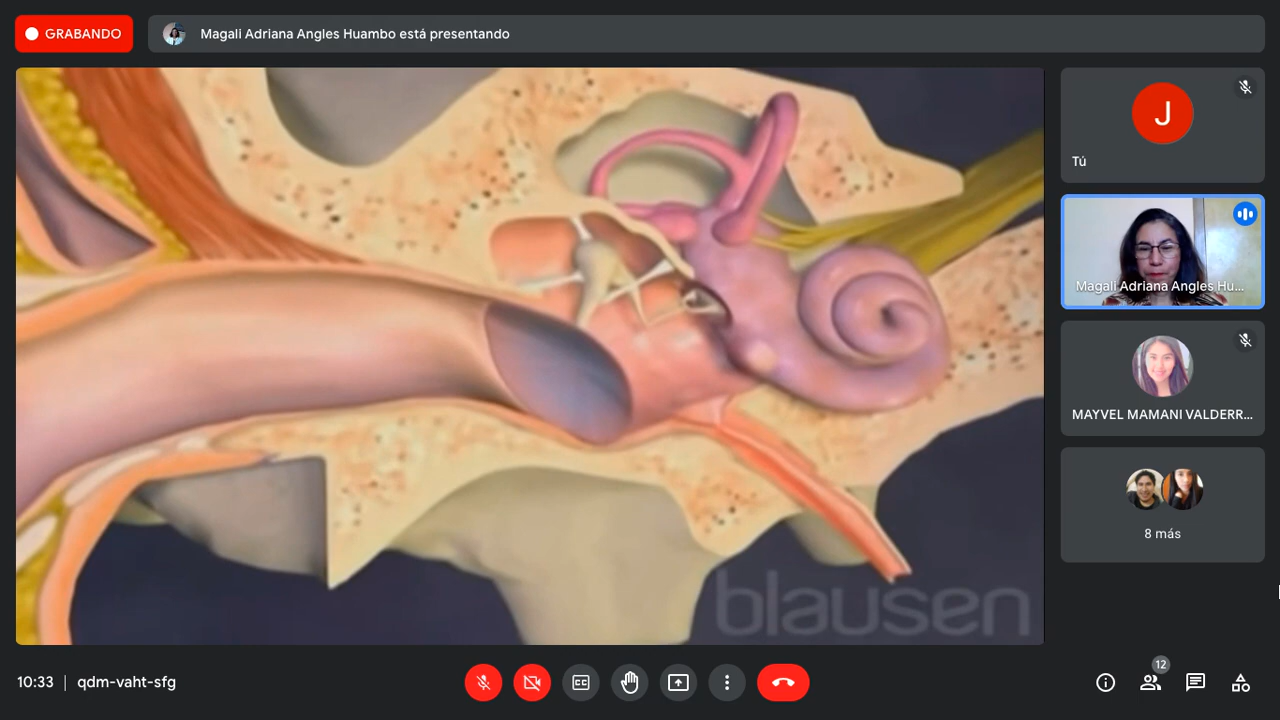 GRABANDO
Magali Adriana Angles Huambo está presentando
J
Tú
Magali Adriana Angles Hu...
MAYVEL MAMANI VALDERR...
8 más
blausen
10:33 | qdm-vaht-sfg
CC
12